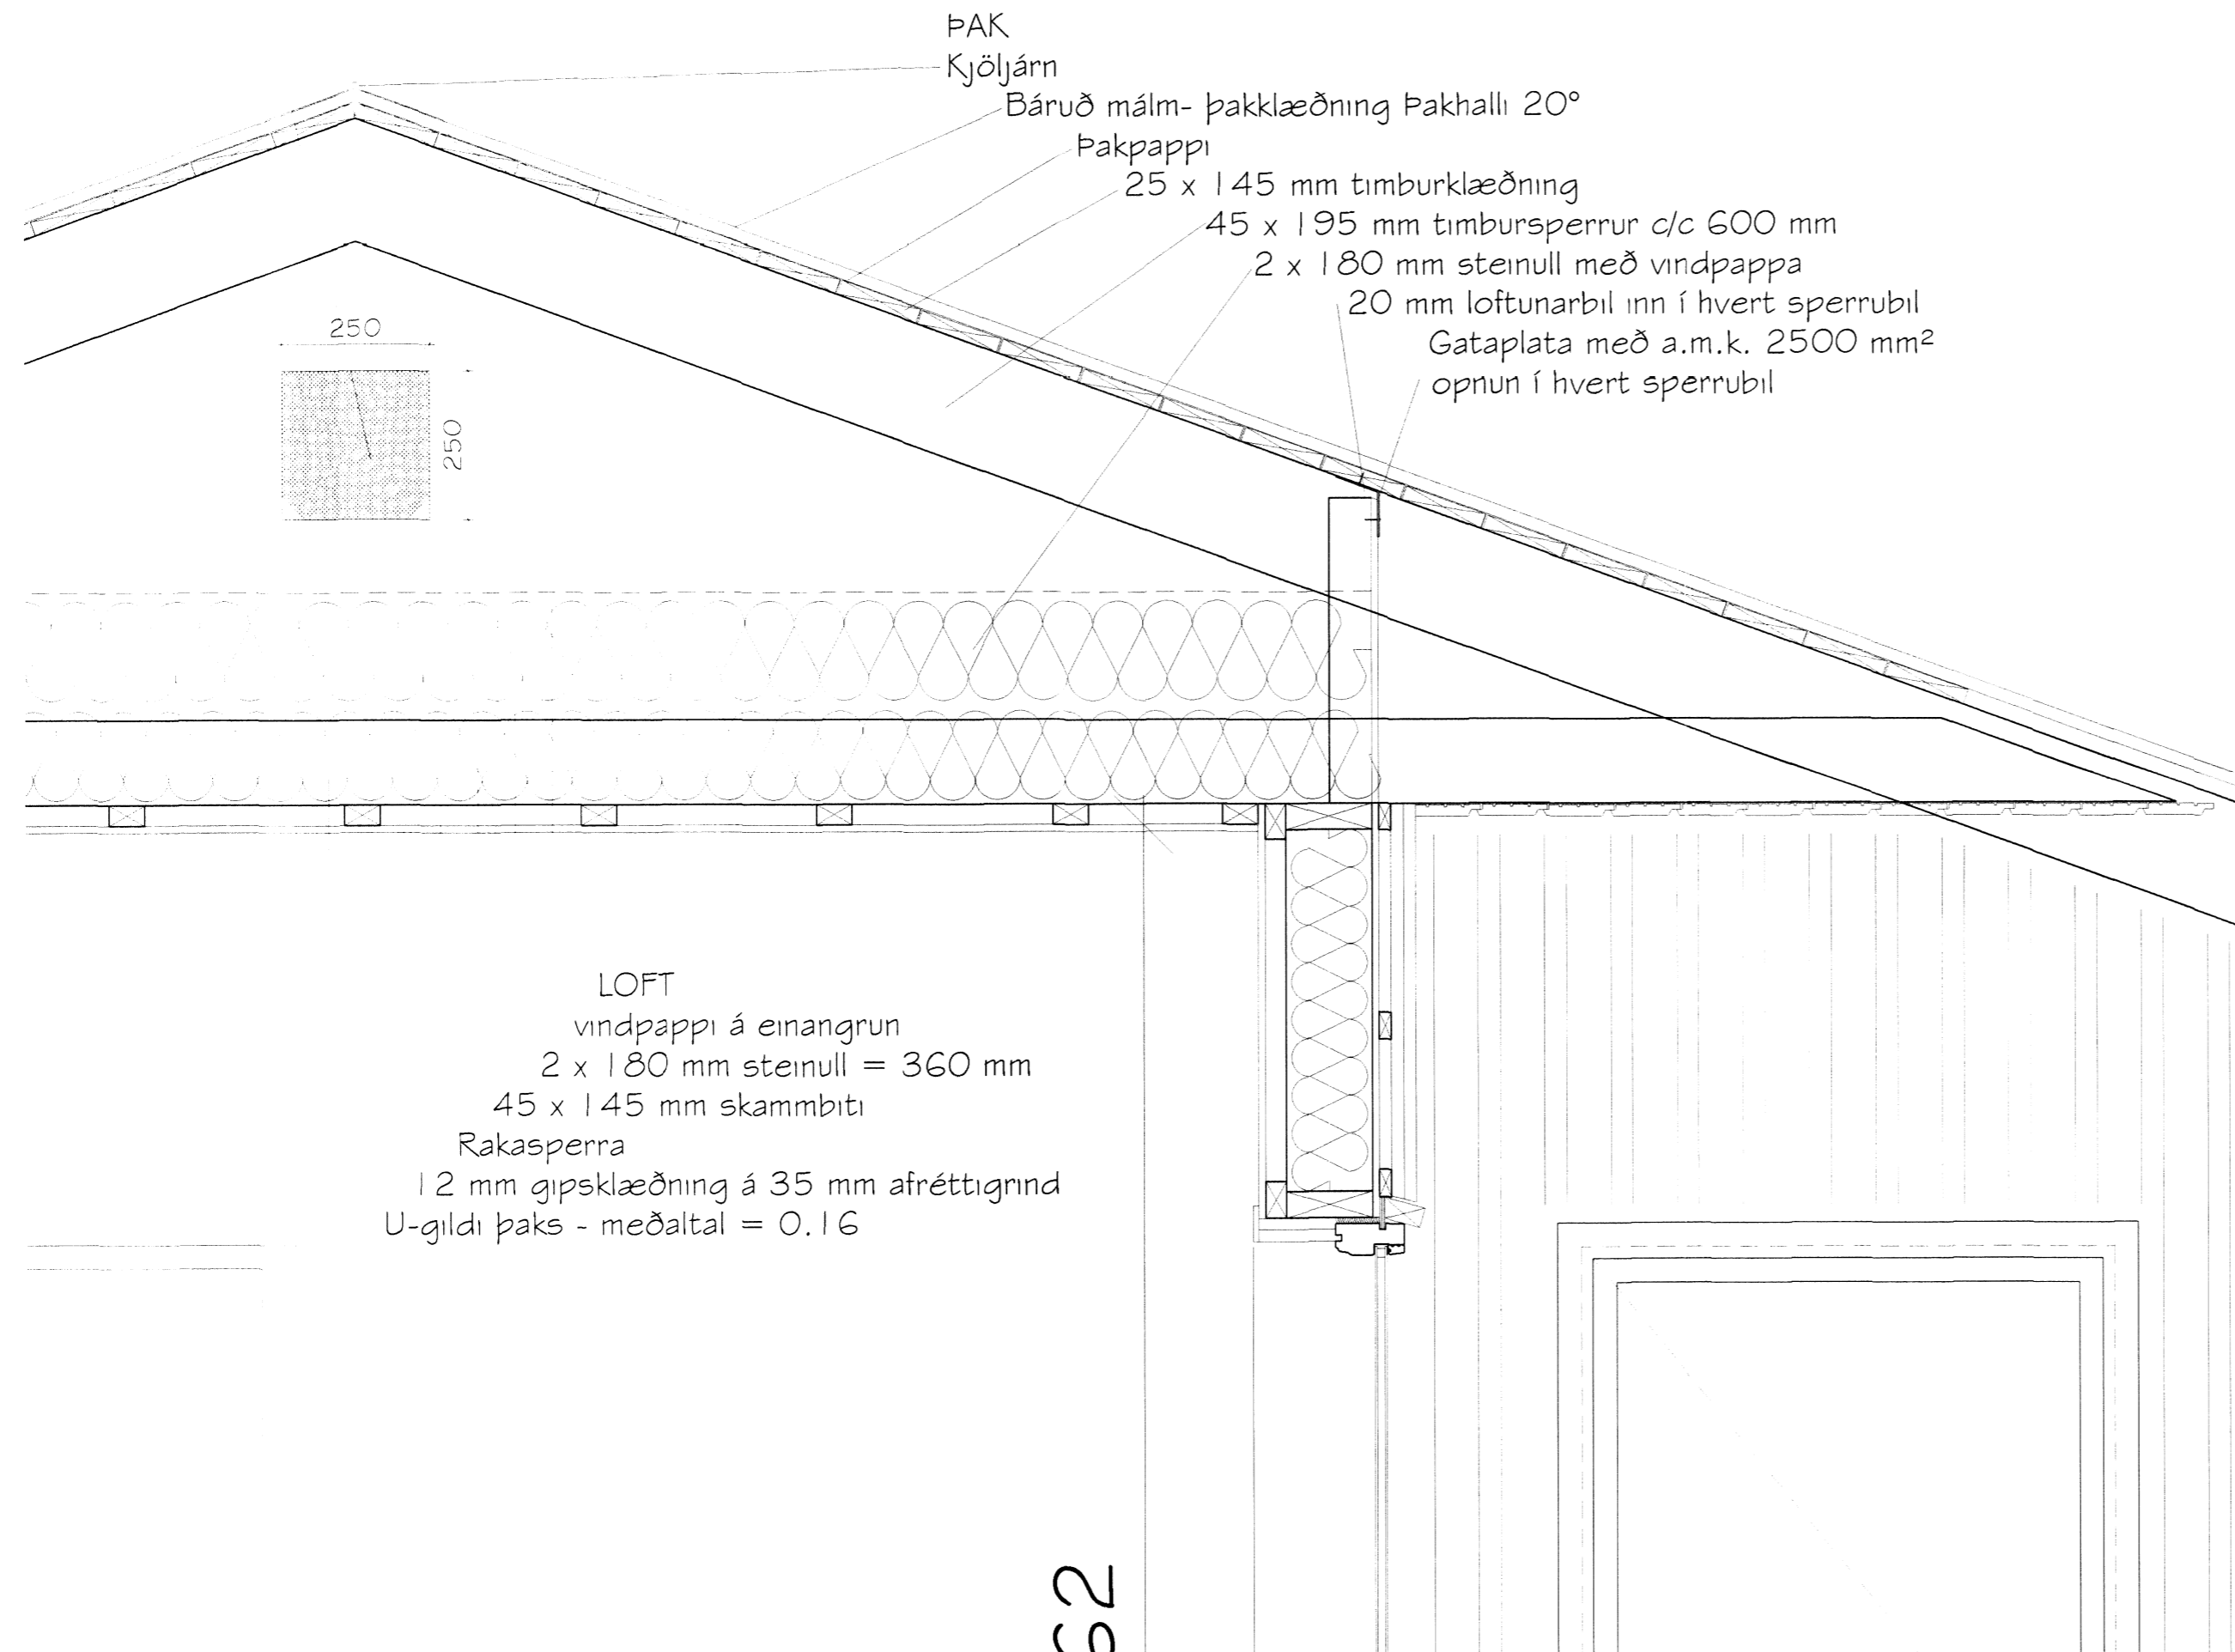 ÞAK
Kjöljárn
Báruð málm- þakklæðning Þakhalli 20°
Þakpappi
25 x 145 mm timburklæðning
45 x 195 mm timbursperrur c/c 600 mm
2 x 180 mm steinull með vindpappa
20 mm loftunarbil inn í hvert sperrubil
Gataplata með a.m.k. 2500 mm²
opnun í hvert sperrubil
250
250
LOFT
vindpappi á einangrun
2 x 180 mm steinull = 360 mm
45 x 145 mm skammbiti
Rakasperra
12 mm gipsklæðning á 35 mm afréttigrind
U-gildi þaks - meðaltal = 0.16
62